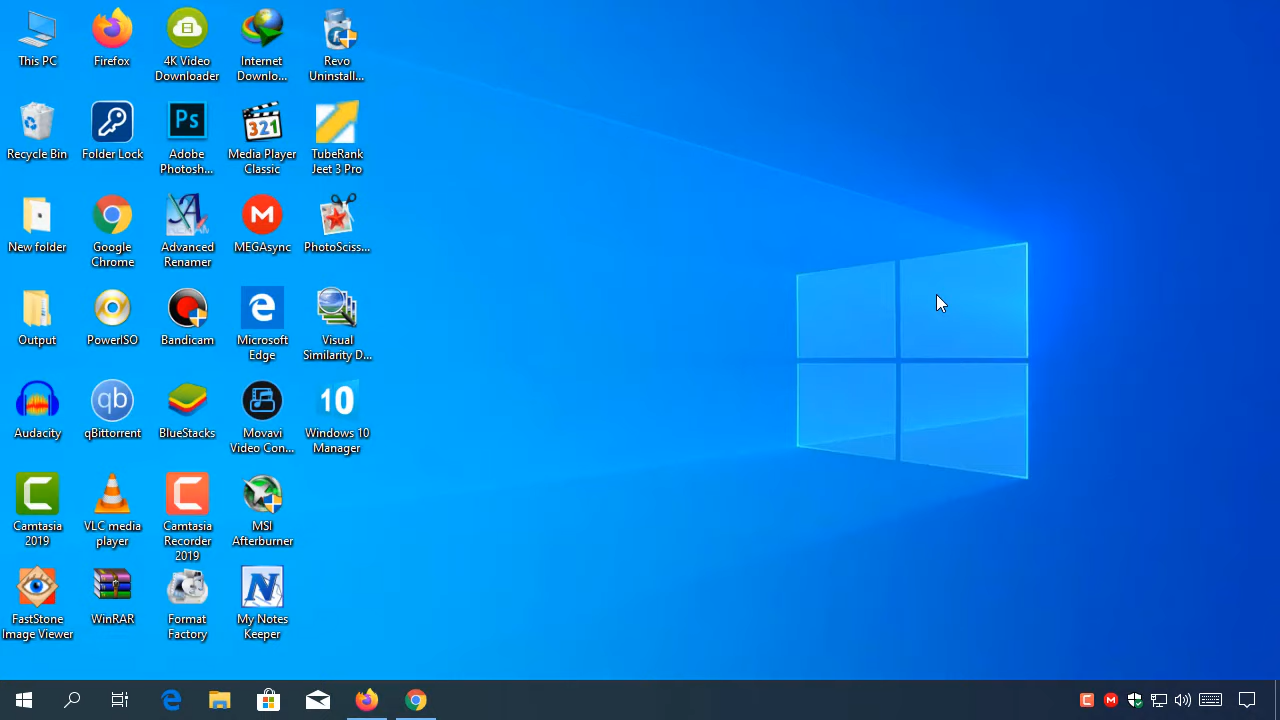 This PC
Firefox
4K Video
Downloader
Internet
Downlo...
Revo
Uninstall...
Recycle Bin
Folder Lock
Ps
Adobe
Photosh...
321
Media Player
Classic
TubeRank
Jeet 3 Pro
New folder
Google
Chrome
Advanced
Renamer
M
MEGAsync
PhotoSciss...
Output
PowerISO
Bandicam
Microsoft
Edge
Visual
Similarity D...
Audacity
qb
qBittorrent
BlueStacks
Movavi
Video Con...
10
Windows 10
Manager
Camtasia
2019
VLC media
player
Camtasia
Recorder
2019
MSI
Afterburner
FastStone
Image Viewer
WinRAR
Format
Factory
N
My Notes
Keeper